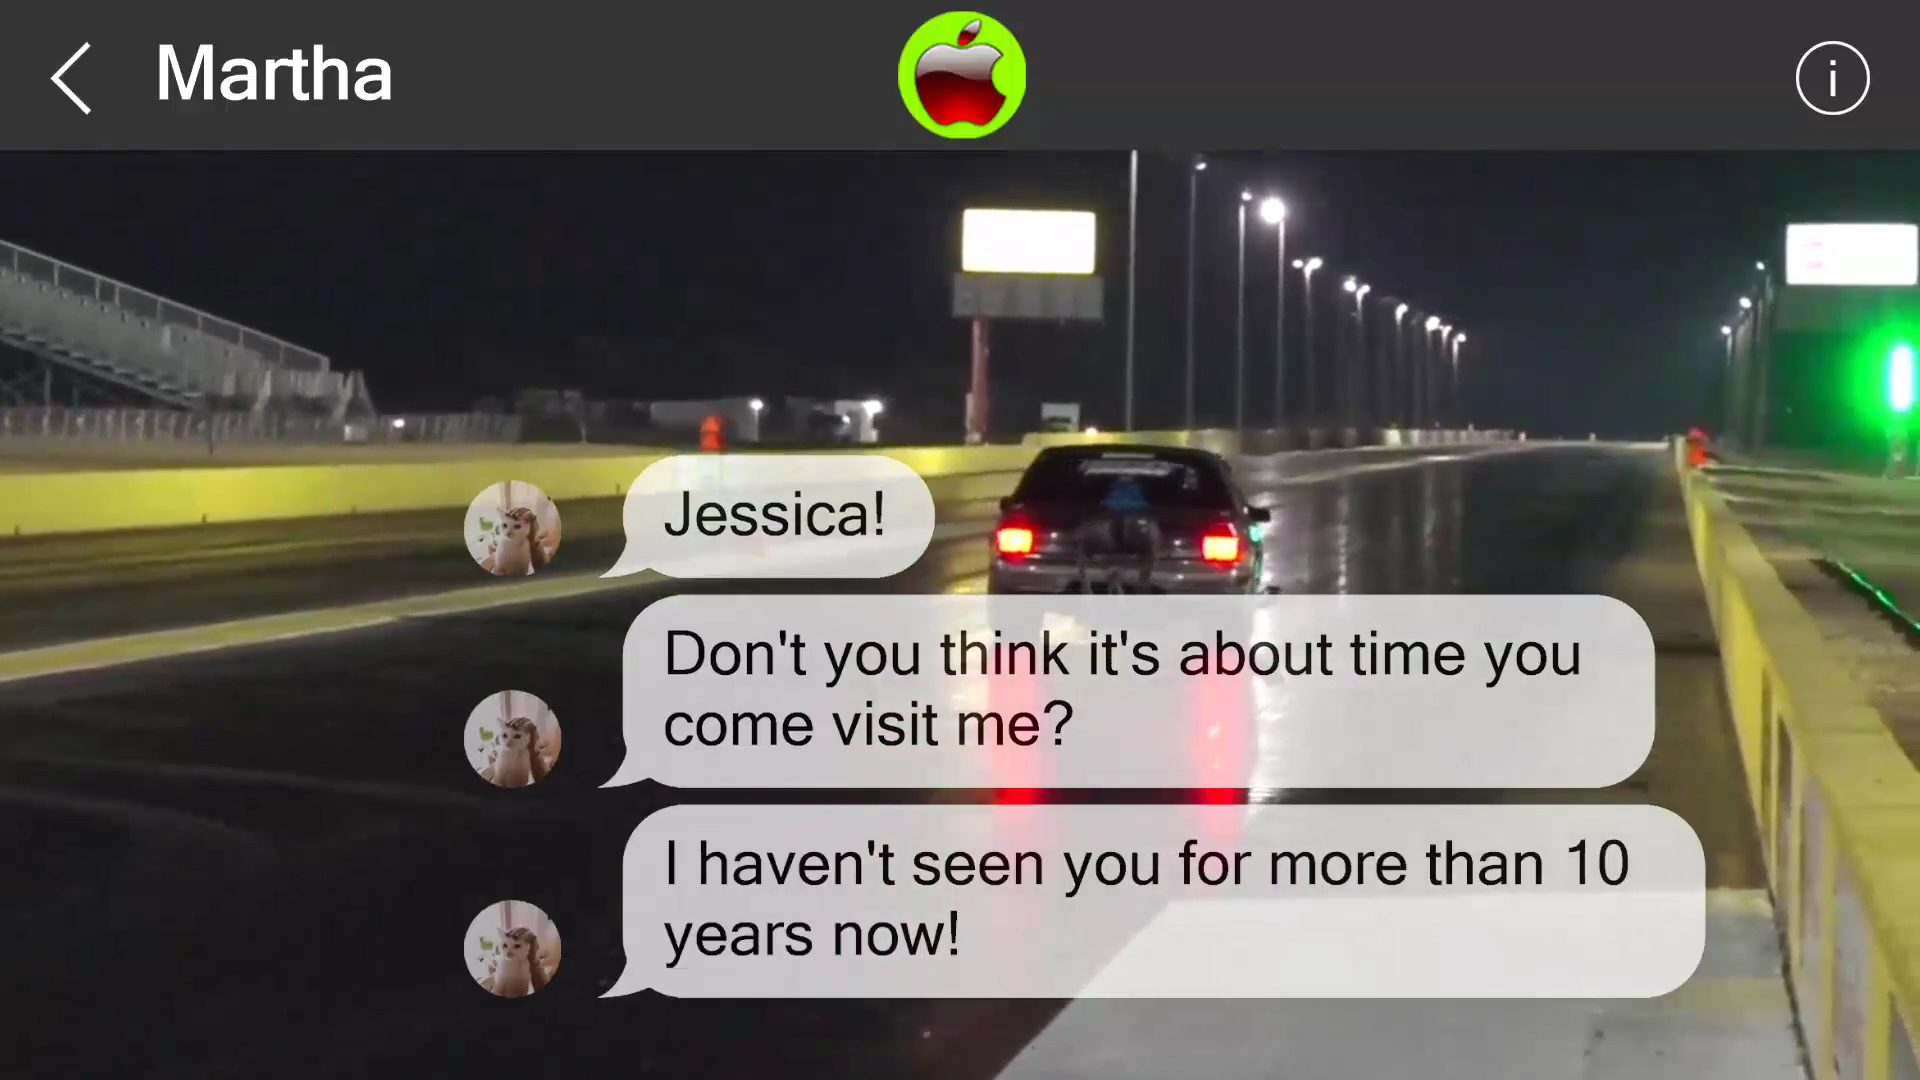 Martha
i
Jessica!
Don't you think it's about time you
come visit me?
I haven't seen you for more than 10
years now!